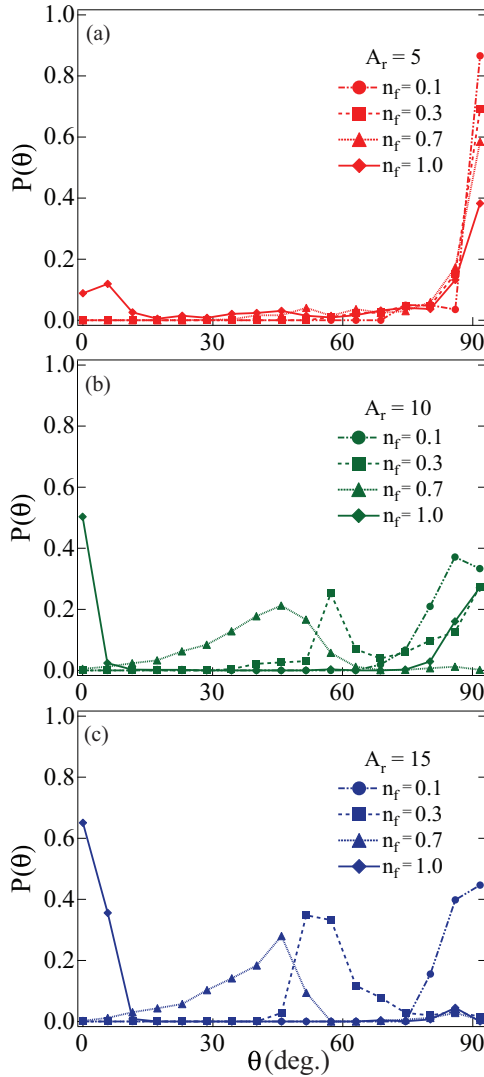 (a)
A_r = 5
n_f = 0.1
n_f = 0.3
n_f = 0.7
n_f = 1.0
P(θ)
1.0
0.8
0.6
0.4
0.2
0.0
0 30 60 90
(b)
A_r = 10
n_f = 0.1
n_f = 0.3
n_f = 0.7
n_f = 1.0
P(θ)
1.0
0.8
0.6
0.4
0.2
0.0
0 30 60 90
(c)
A_r = 15
n_f = 0.1
n_f = 0.3
n_f = 0.7
n_f = 1.0
P(θ)
1.0
0.8
0.6
0.4
0.2
0.0
0 30 60 90
θ (deg.)